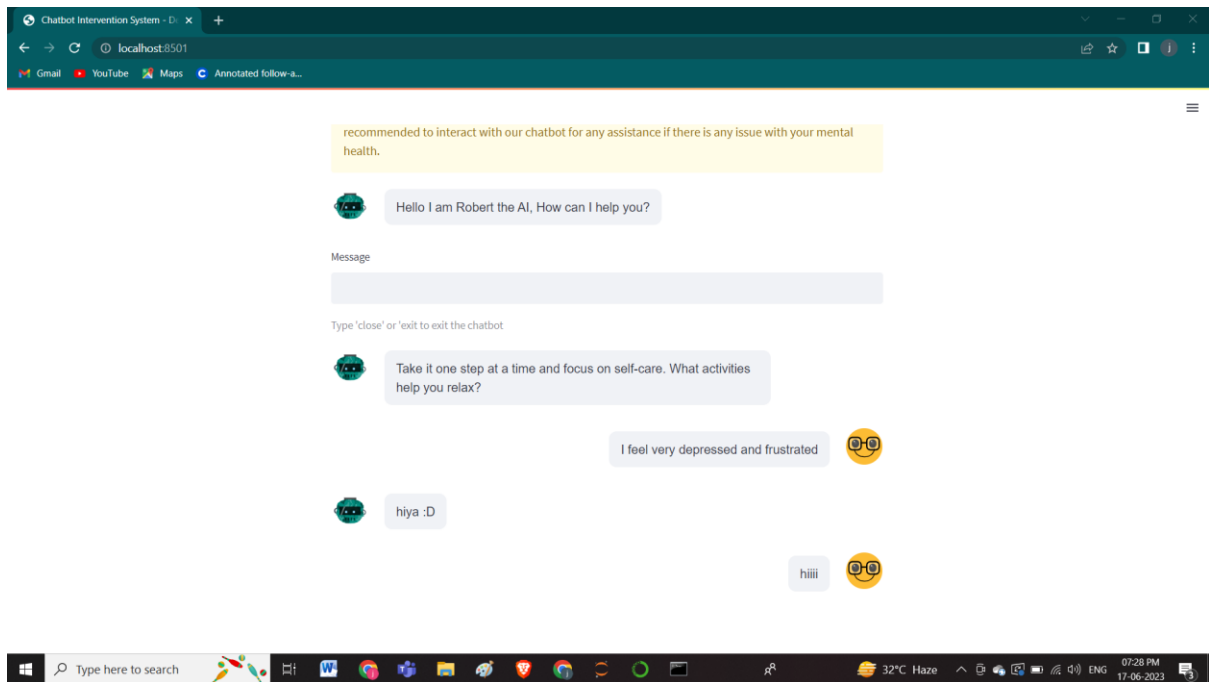 Chatbot Intervention System - D
localhost:8501
Gmail YouTube Maps Annotated follow-a...
recommended to interact with our chatbot for any assistance if there is any issue with your mental
health.
Hello I am Robert the AI, How can I help you?
Message
Type 'close' or 'exit to exit the chatbot
Take it one step at a time and focus on self-care. What activities
help you relax?
I feel very depressed and frustrated
hiya :D
hiiii
Type here to search
32°C Haze
ENG
07:28 PM
17-06-2023